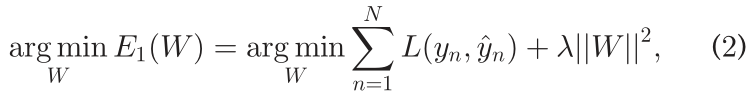 arg min_W E_1(W) = arg min_W ∑_{n=1}^{N} L(y_n, ŷ_n) + λ||W||^2, (2)